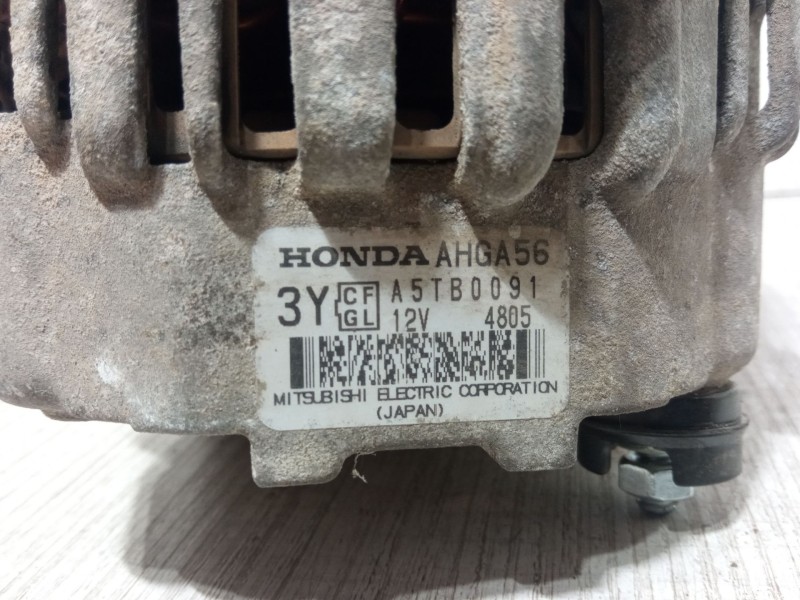 HONDA AHGA56
3Y CF GL A5TB0091
12V 4805
MITSUBISHI ELECTRIC CORPORATION
(JAPAN)